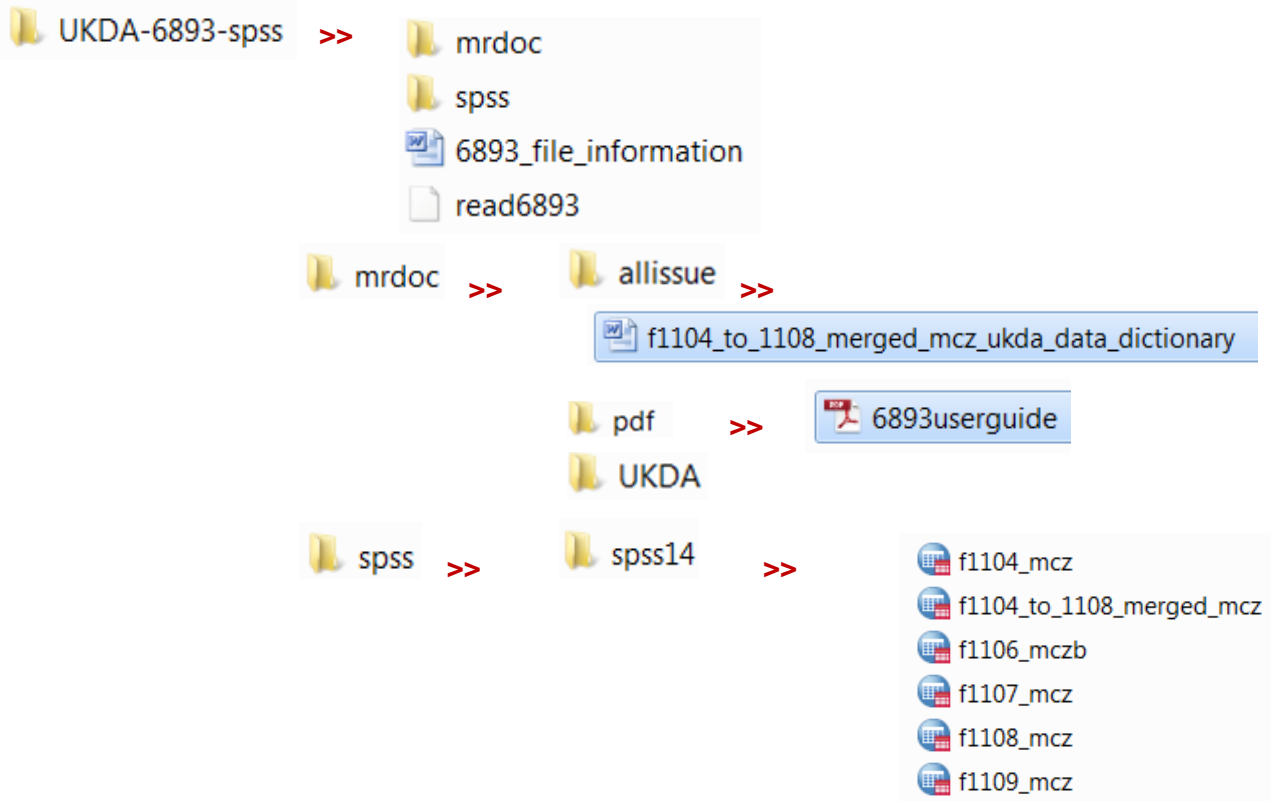 UKDA-6893-spss >> mrdoc
spss
6893_file_information
read6893
mrdoc >> allissue >>
f1104_to_1108_merged_mcz_ukda_data_dictionary
pdf >> 6893userguide
UKDA
spss >> spss14 >> f1104_mcz
f1104_to_1108_merged_mcz
f1106_mczb
f1107_mcz
f1108_mcz
f1109_mcz